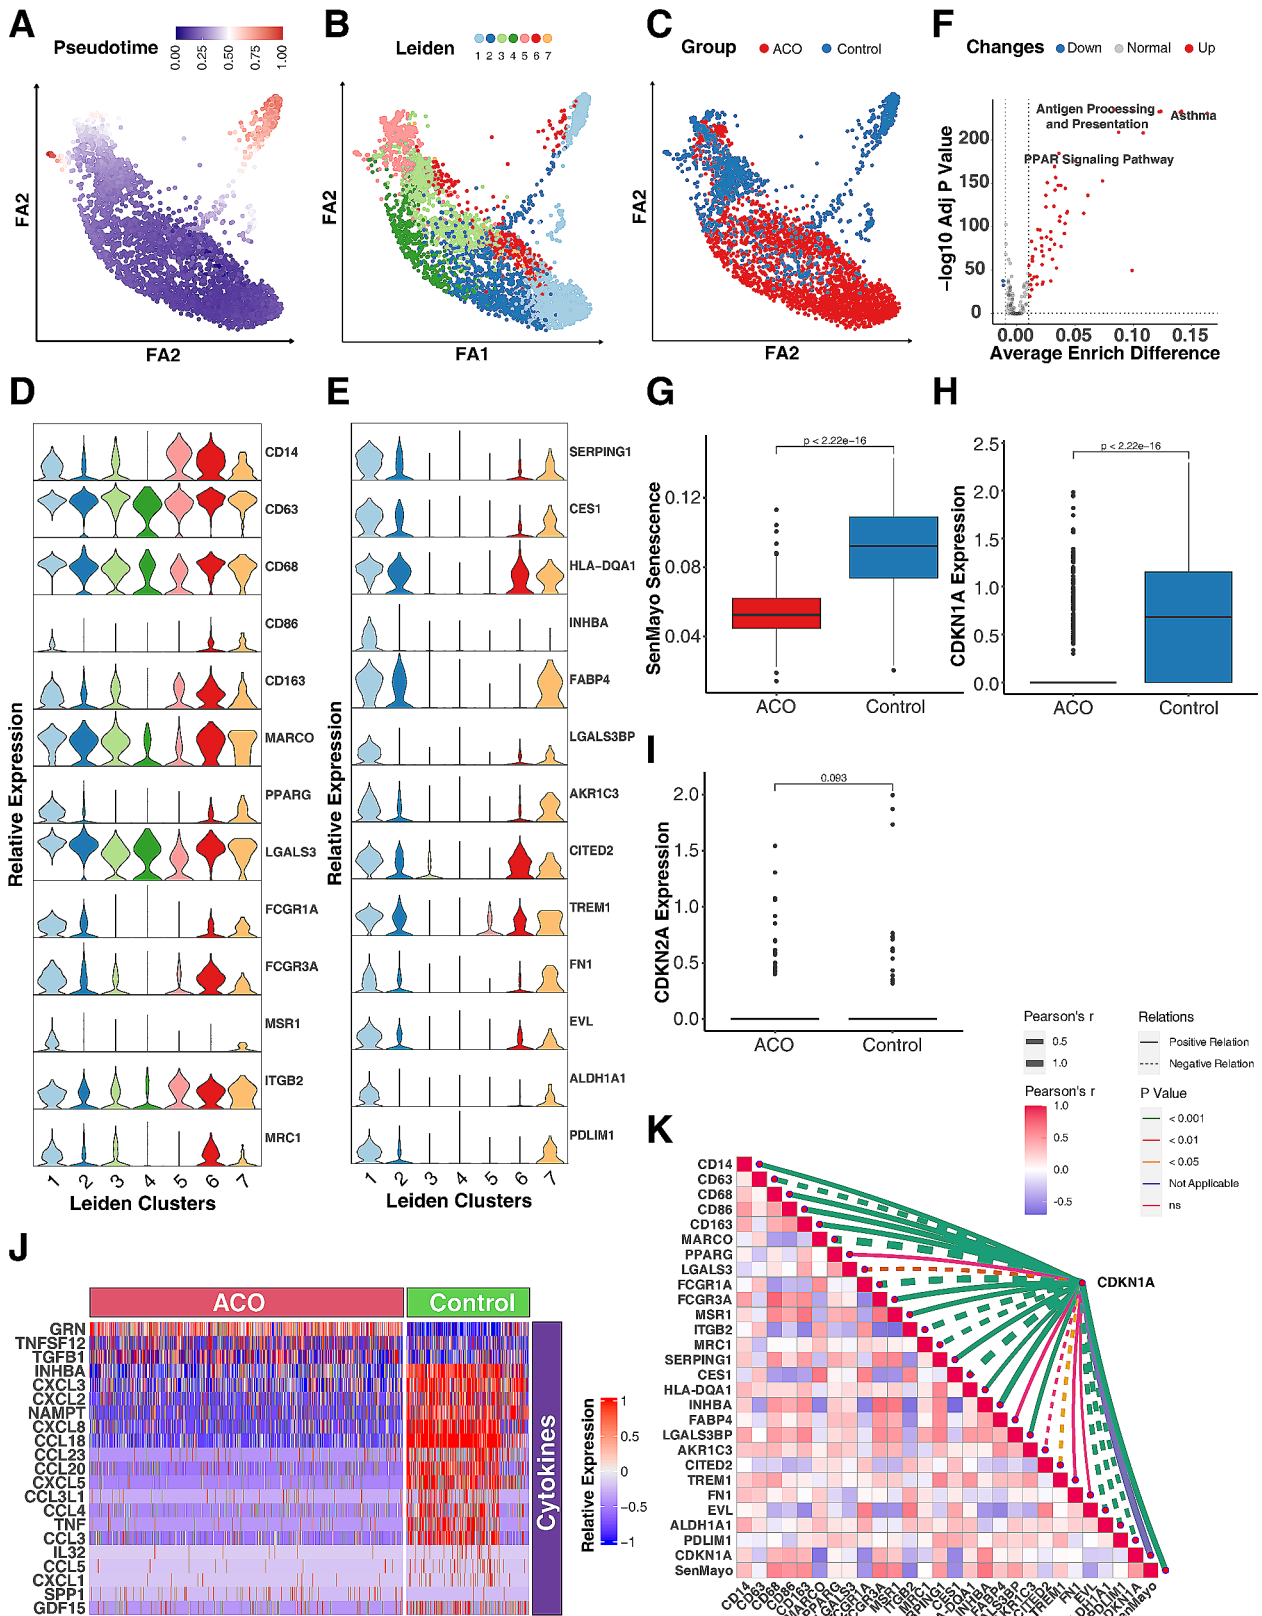 A
Pseudotime
0.00
0.25
0.50
0.75
1.00
FA2
FA2
B
Leiden
1 2 3 4 5 6 7
FA2
FA1
C
Group
ACO
Control
FA2
FA2
F
Changes
Down
Normal
Up
Antigen Processing
and Presentation
Asthma
PPAR Signaling Pathway
−log10 Adj P Value
200
150
100
50
0
0.00 0.05 0.10 0.15
Average Enrich Difference
D
Relative Expression
CD14
CD63
CD68
CD86
CD163
MARCO
PPARG
LGALS3
FCGR1A
FCGR3A
MSR1
ITGB2
MRC1
1 2 3 4 5 6 7
Leiden Clusters
E
Relative Expression
SERPING1
CES1
HLA−DQA1
INHBA
FABP4
LGALS3BP
AKR1C3
CITED2
TREM1
FN1
EVL
ALDH1A1
PDLIM1
1 2 3 4 5 6 7
Leiden Clusters
G
SenMayo Senescence
p < 2.22e−16
0.12
0.08
0.04
ACO
Control
H
CDKN1A Expression
p < 2.22e−16
2.5
2.0
1.5
1.0
0.5
0.0
ACO
Control
I
CDKN2A Expression
0.093
2.0
1.5
1.0
0.5
0.0
ACO
Control
J
ACO
Control
GRN
TNFSF12
TGFB1
INHBA
CXCL3
CXCL2
NAMPT
CXCL8
CCL18
CCL23
CCL20
CXCL5
CCL3L1
CCL4
TNF
CCL3
IL32
CCL5
CXCL1
SPP1
GDF15
Cytokines
Relative Expression
1
0.5
0
−0.5
−1
Pearson's r
0.5
1.0
Relations
Positive Relation
Negative Relation
Pearson's r
1.0
0.5
0.0
-0.5
P Value
< 0.001
< 0.01
< 0.05
Not Applicable
ns
K
CD14
CD63
CD68
CD86
CD163
MARCO
PPARG
LGALS3
FCGR1A
FCGR3A
MSR1
ITGB2
MRC1
SERPING1
CES1
HLA−DQA1
INHBA
FABP4
LGALS3BP
AKR1C3
CITED2
TREM1
FN1
EVL
ALDH1A1
PDLIM1
CDKN1A
SenMayo
CDKN1A
CD14
CD63
CD68
CD86
CD163
MARCO